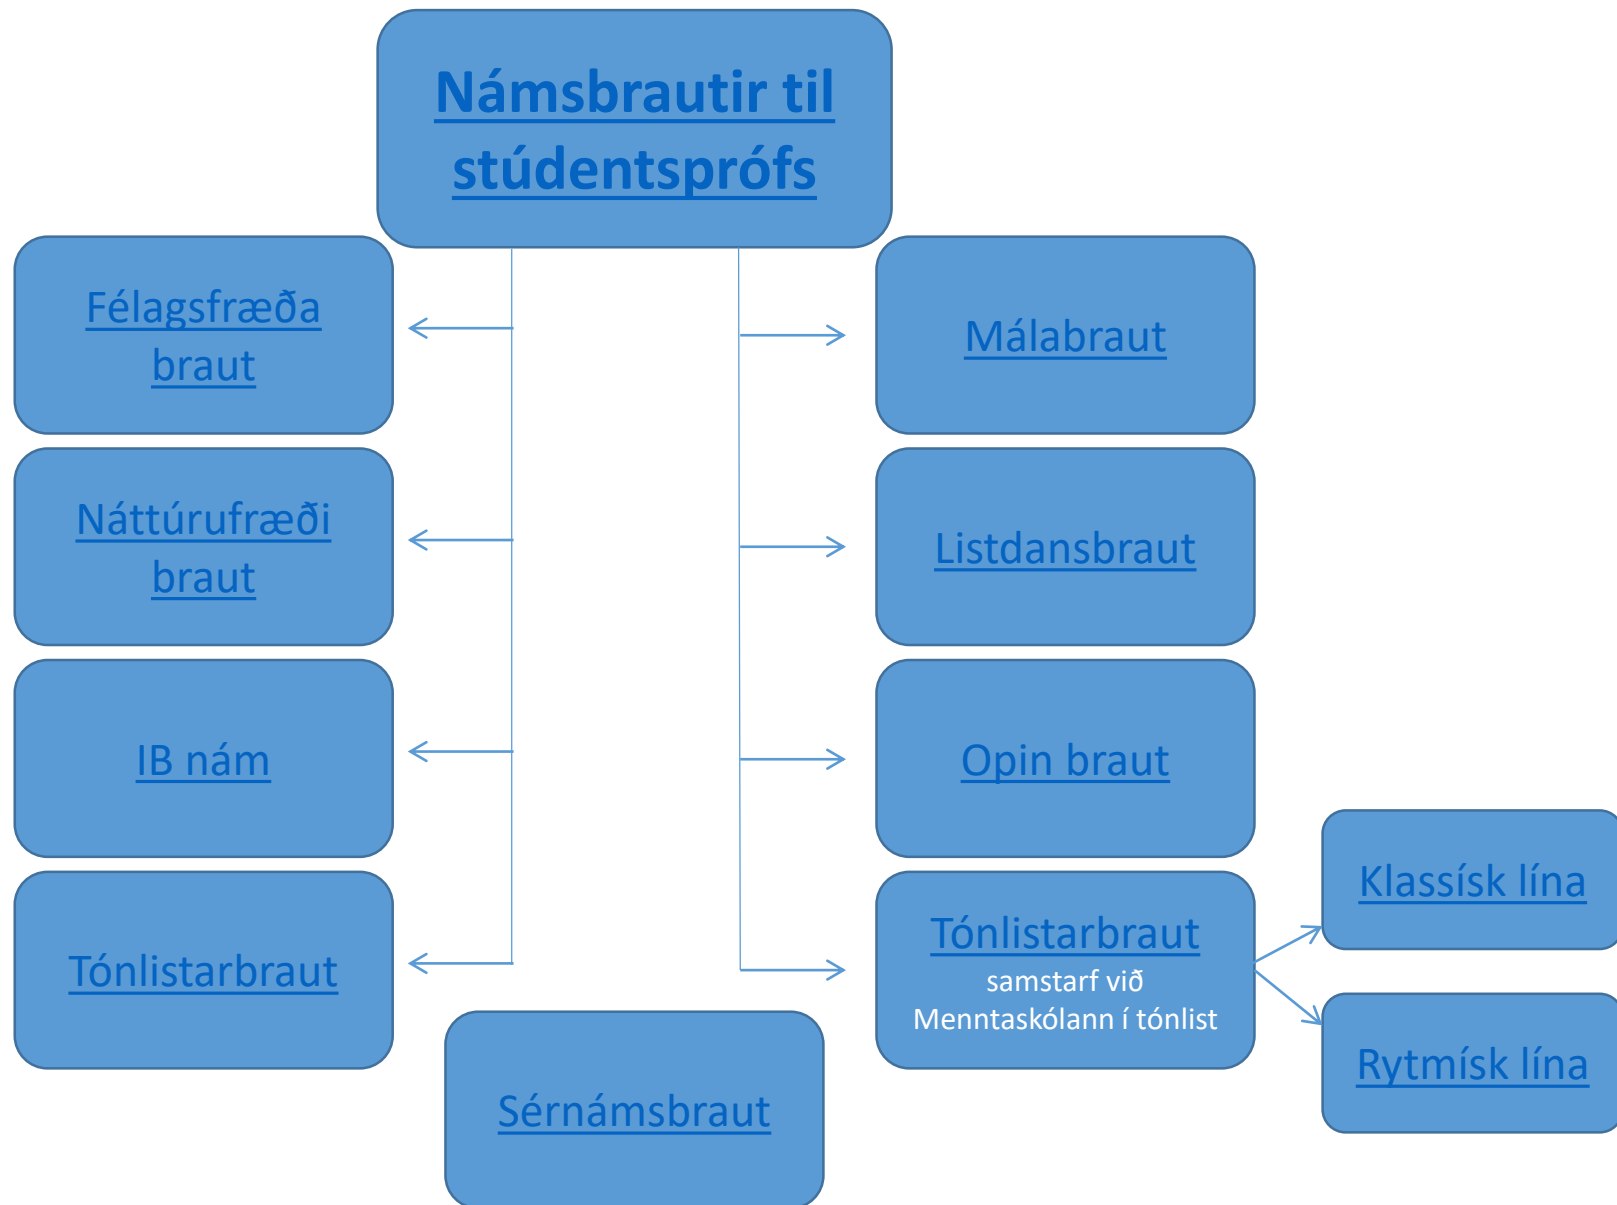 Námsbrautir til
stúdentsprófs
Félagsfræða
braut
Málabraut
Náttúrufræði
braut
Listdansbraut
IB nám
Opin braut
Tónlistarbraut
Tónlistarbraut
samstarf við
Menntaskólann í tónlist
Klassísk lína
Rytmísk lína
Sérnámsbraut